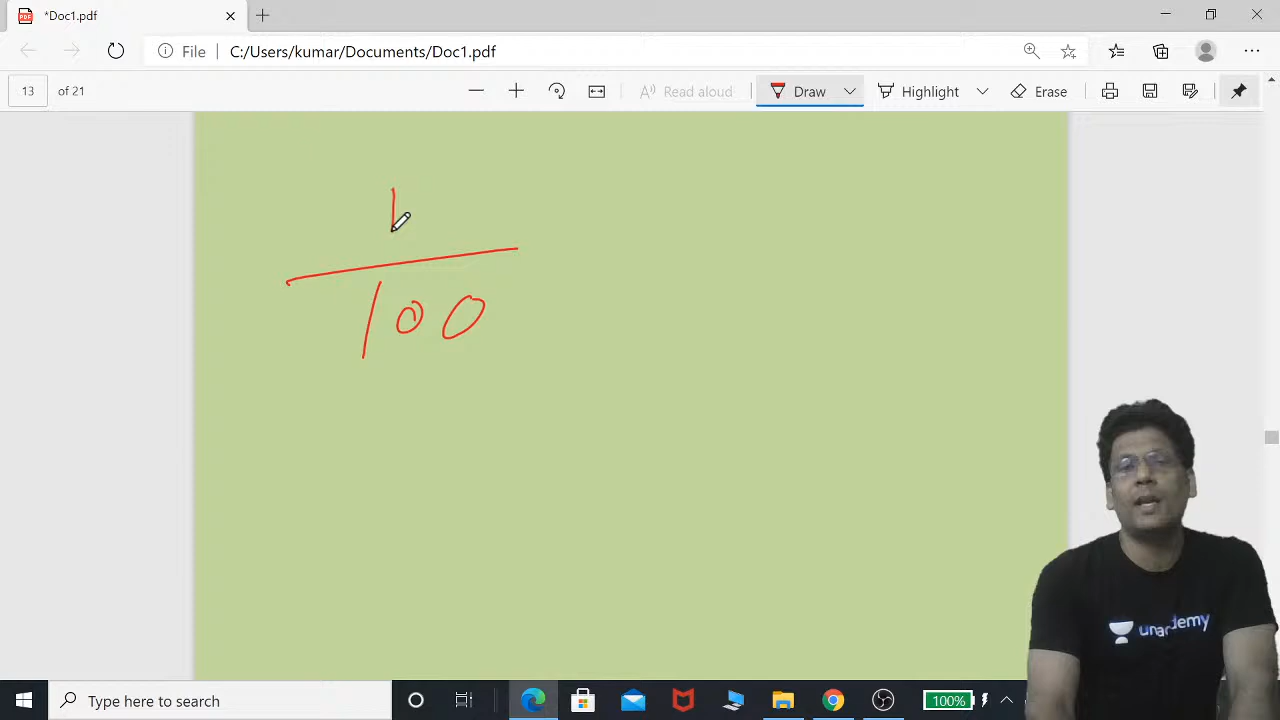 *Doc1.pdf
File C:/Users/kumar/Documents/Doc1.pdf
13 of 21 Read aloud Draw Highlight Erase
1
100
unacademy
Type here to search
100%